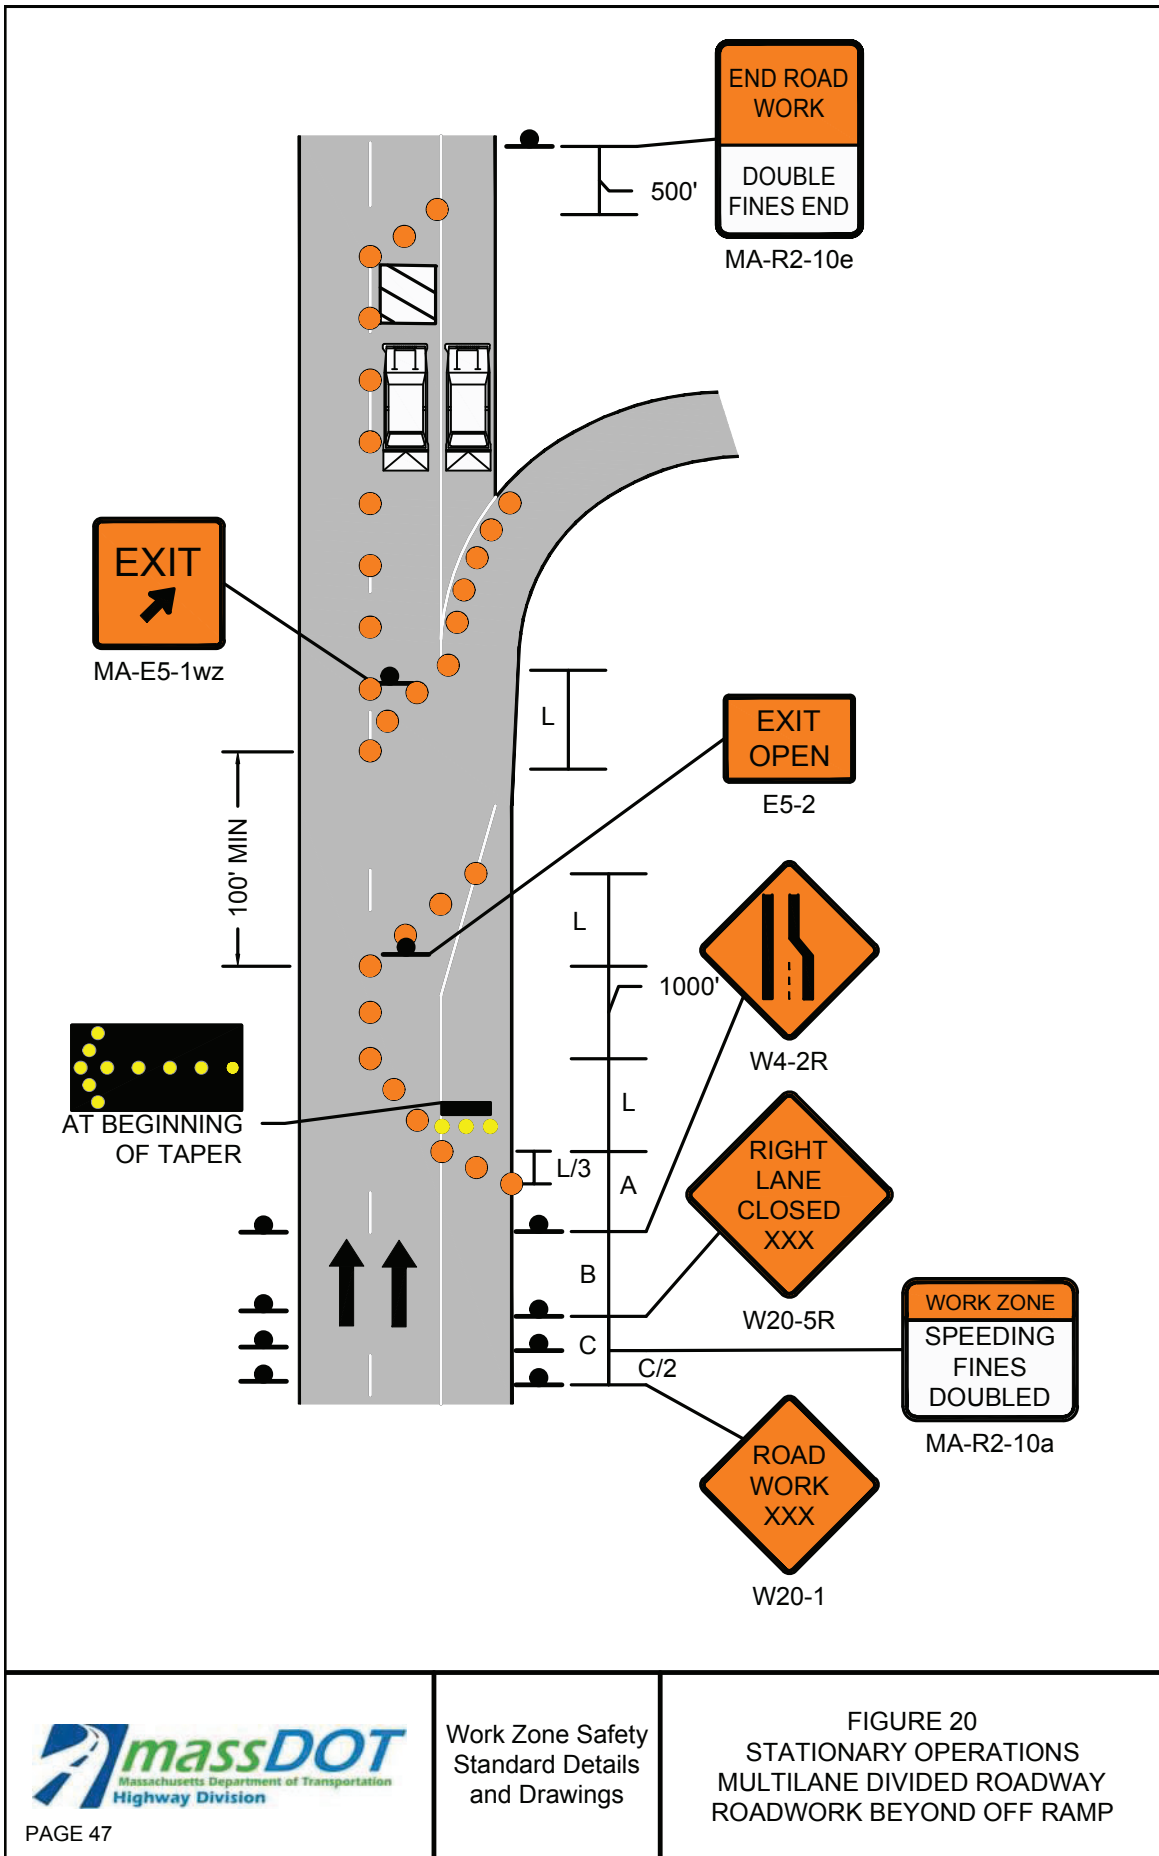 END ROAD
WORK
DOUBLE
FINES END
MA-R2-10e
500'
EXIT
MA-E5-1wz
L
EXIT
OPEN
E5-2
100' MIN
L
1000'
W4-2R
AT BEGINNING
OF TAPER
L
L/3
A
RIGHT
LANE
CLOSED
XXX
W20-5R
B
C
C/2
WORK ZONE
SPEEDING
FINES
DOUBLED
MA-R2-10a
ROAD
WORK
XXX
W20-1
massDOT
Massachusetts Department of Transportation
Highway Division
PAGE 47
Work Zone Safety
Standard Details
and Drawings
FIGURE 20
STATIONARY OPERATIONS
MULTILANE DIVIDED ROADWAY
ROADWORK BEYOND OFF RAMP